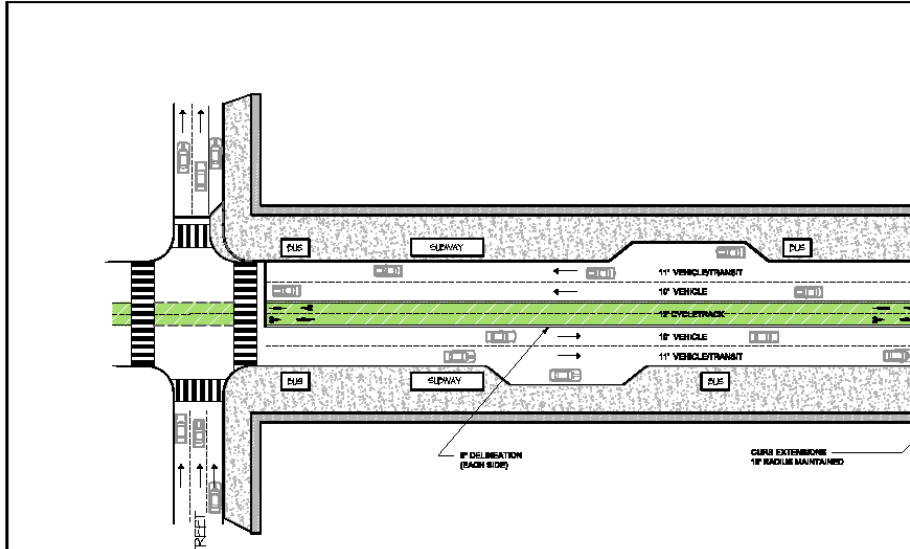 BUS
SUBWAY
BUS
11' VEHICLE/TRANSIT
10' VEHICLE
12' CYCLETRACK
10' VEHICLE
11' VEHICLE/TRANSIT
BUS
SUBWAY
BUS
DELINEATION
(EACH SIDE)
CURB EXTENSIONS
RADIUS MAINTAINED
REET